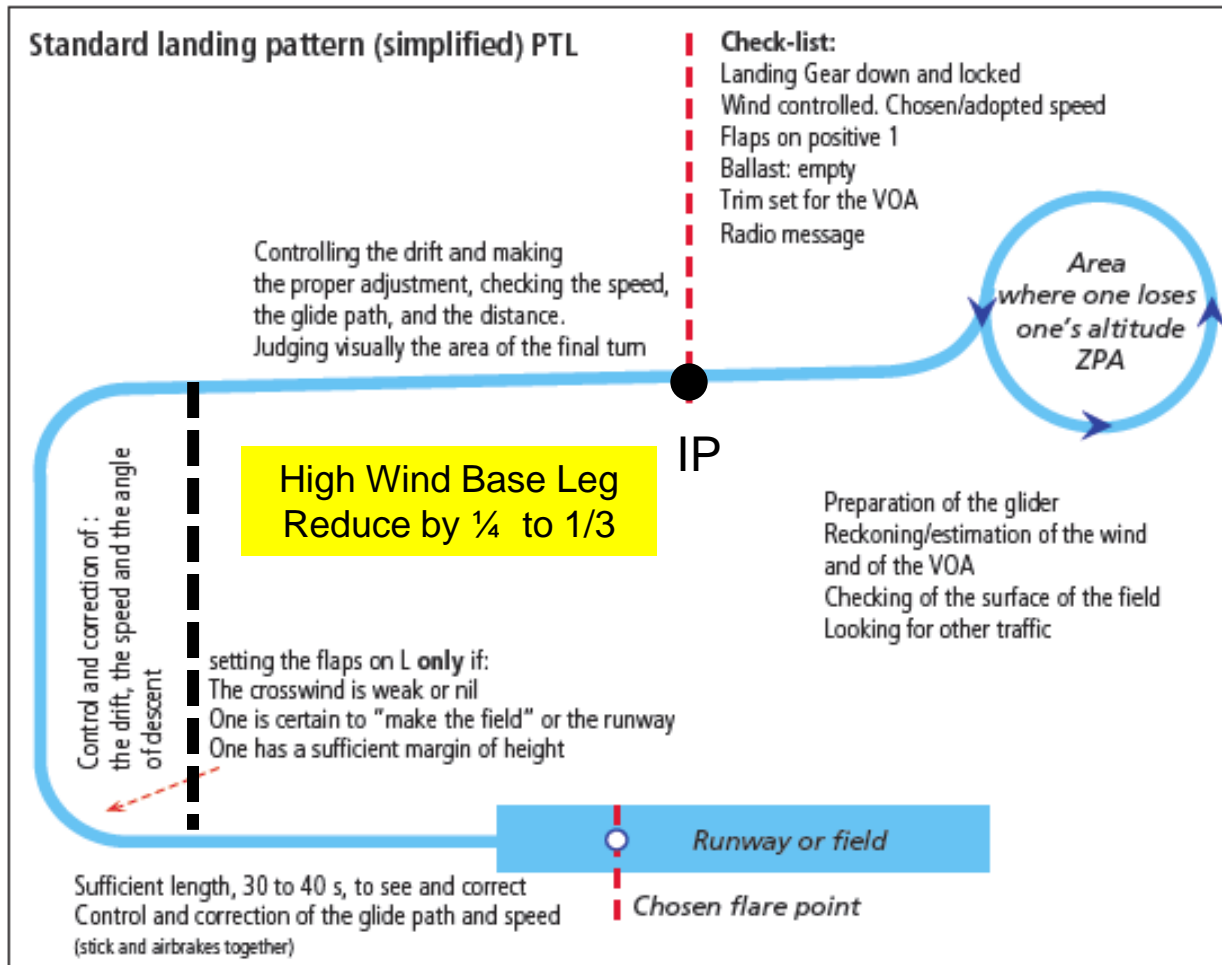 Standard landing pattern (simplified) PTL
Check-list:
Landing Gear down and locked
Wind controlled. Chosen/adopted speed
Flaps on positive 1
Ballast: empty
Trim set for the VOA
Radio message
Controlling the drift and making
the proper adjustment, checking the speed,
the glide path, and the distance.
Judging visually the area of the final turn
Area
where one loses
one's altitude
ZPA
IP
High Wind Base Leg
Reduce by ¼ to 1/3
Preparation of the glider
Reckoning/estimation of the wind
and of the VOA
Checking of the surface of the field
Looking for other traffic
Control and correction of :
the drift, the speed and the angle
of descent
setting the flaps on L only if:
The crosswind is weak or nil
One is certain to "make the field" or the runway
One has a sufficient margin of height
Runway or field
Chosen flare point
Sufficient length, 30 to 40 s, to see and correct
Control and correction of the glide path and speed
(stick and airbrakes together)